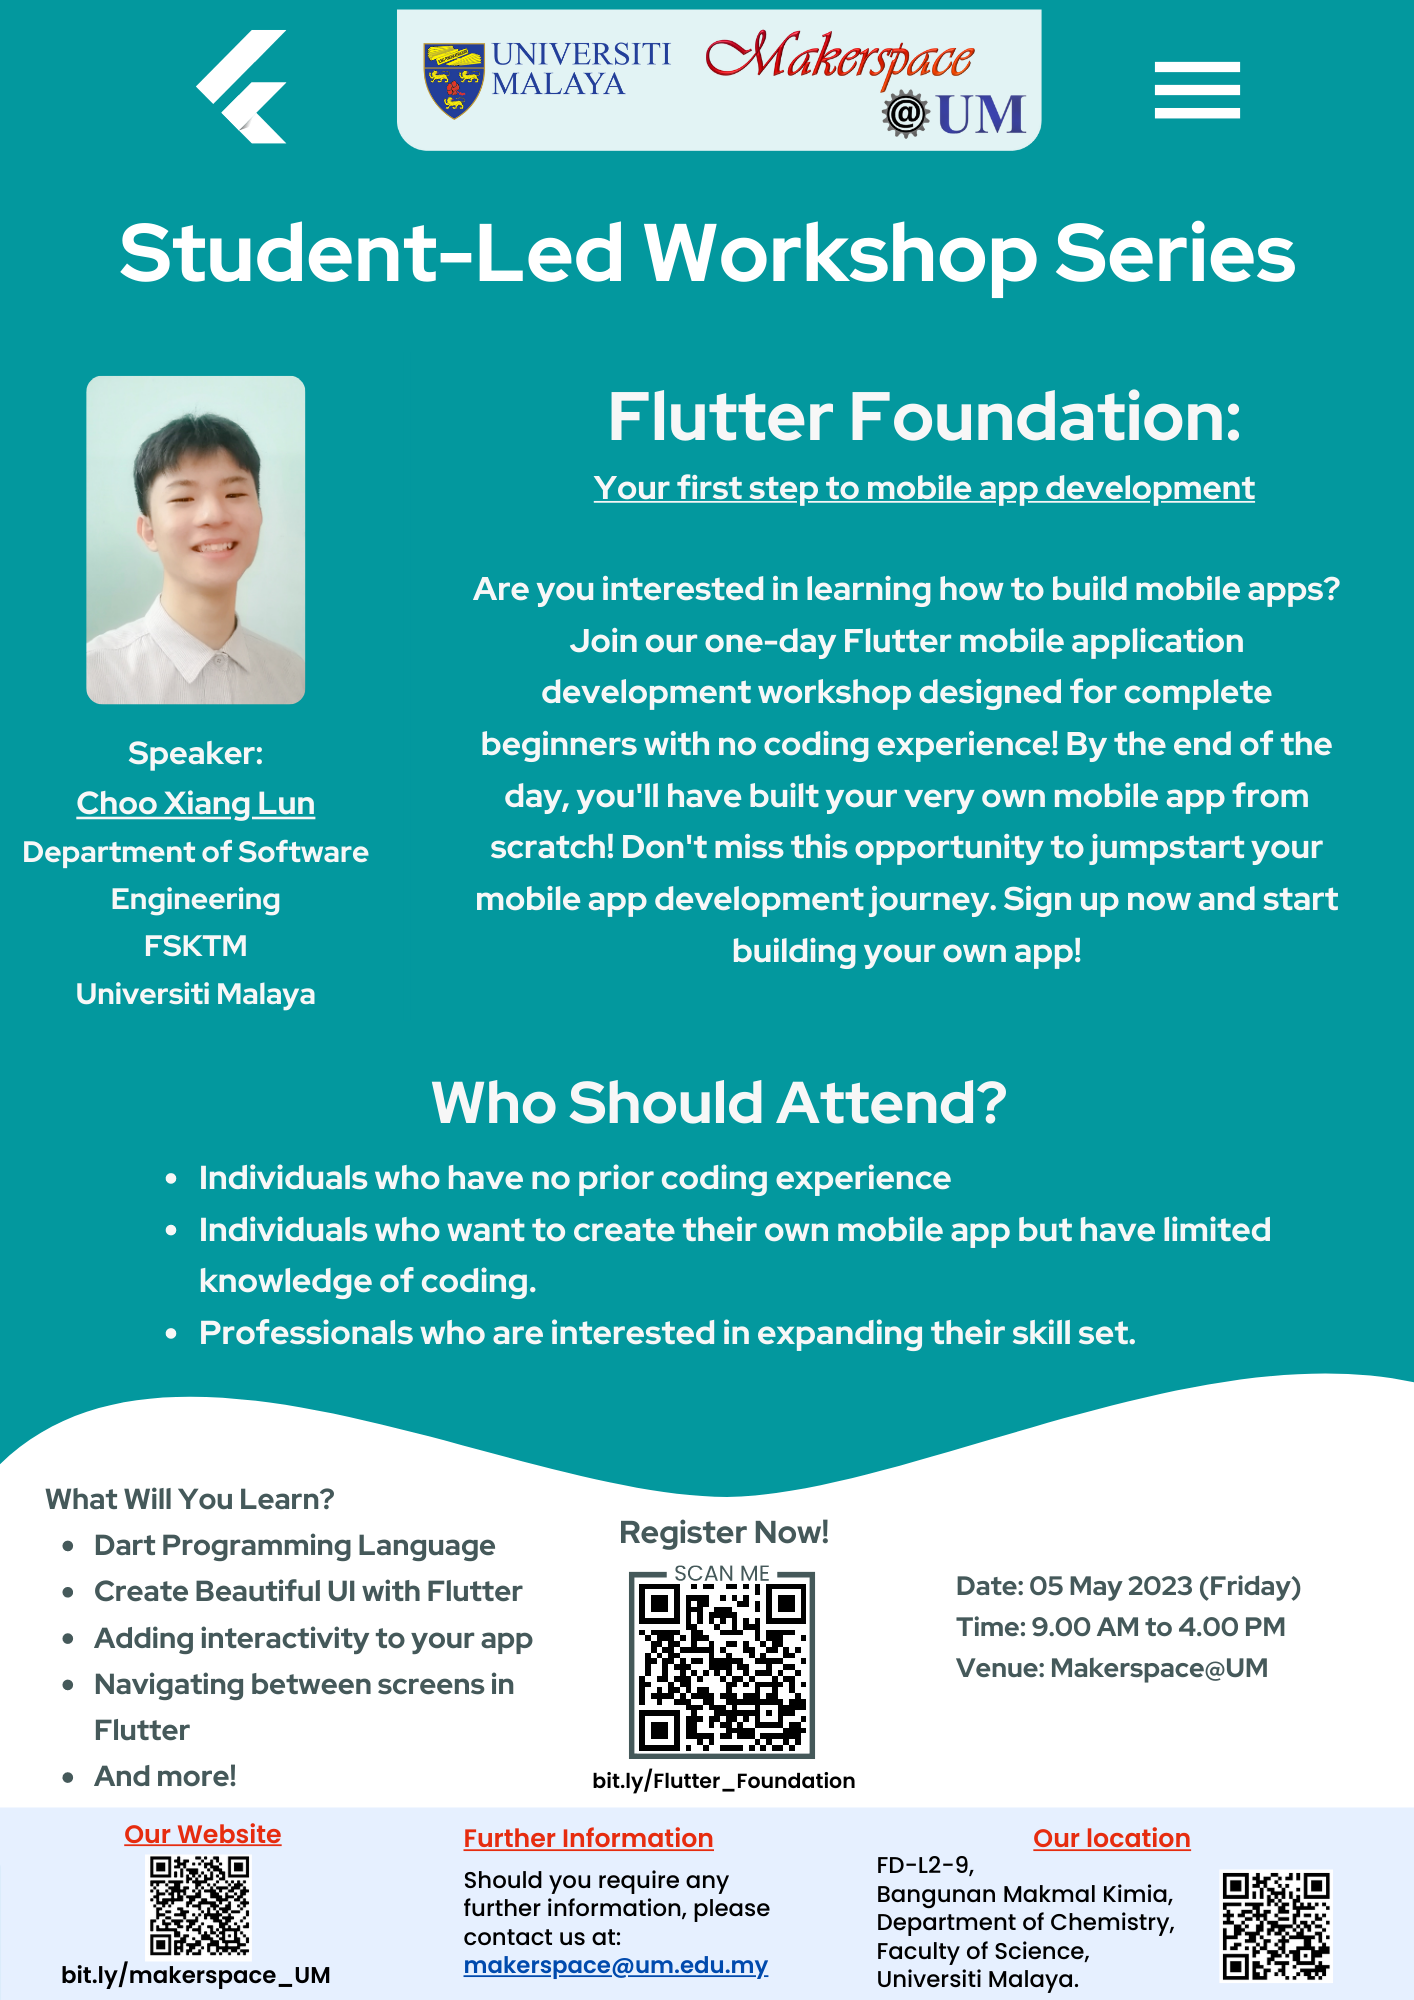 UNIVERSITI
MALAYA
Makerspace
@UM
Student-Led Workshop Series
Flutter Foundation:
Your first step to mobile app development
Are you interested in learning how to build mobile apps?
Join our one-day Flutter mobile application
development workshop designed for complete
beginners with no coding experience! By the end of the
day, you'll have built your very own mobile app from
scratch! Don't miss this opportunity to jumpstart your
mobile app development journey. Sign up now and start
building your own app!
Speaker:
Choo Xiang Lun
Department of Software
Engineering
FSKTM
Universiti Malaya
Who Should Attend?
• Individuals who have no prior coding experience
• Individuals who want to create their own mobile app but have limited
knowledge of coding.
• Professionals who are interested in expanding their skill set.
What Will You Learn?
• Dart Programming Language
• Create Beautiful UI with Flutter
• Adding interactivity to your app
• Navigating between screens in
Flutter
• And more!
Register Now!
SCAN ME
bit.ly/Flutter_Foundation
Date: 05 May 2023 (Friday)
Time: 9.00 AM to 4.00 PM
Venue: Makerspace@UM
Our Website
bit.ly/makerspace_UM
Further Information
Should you require any
further information, please
contact us at:
makerspace@um.edu.my
Our location
FD-L2-9,
Bangunan Makmal Kimia,
Department of Chemistry,
Faculty of Science,
Universiti Malaya.